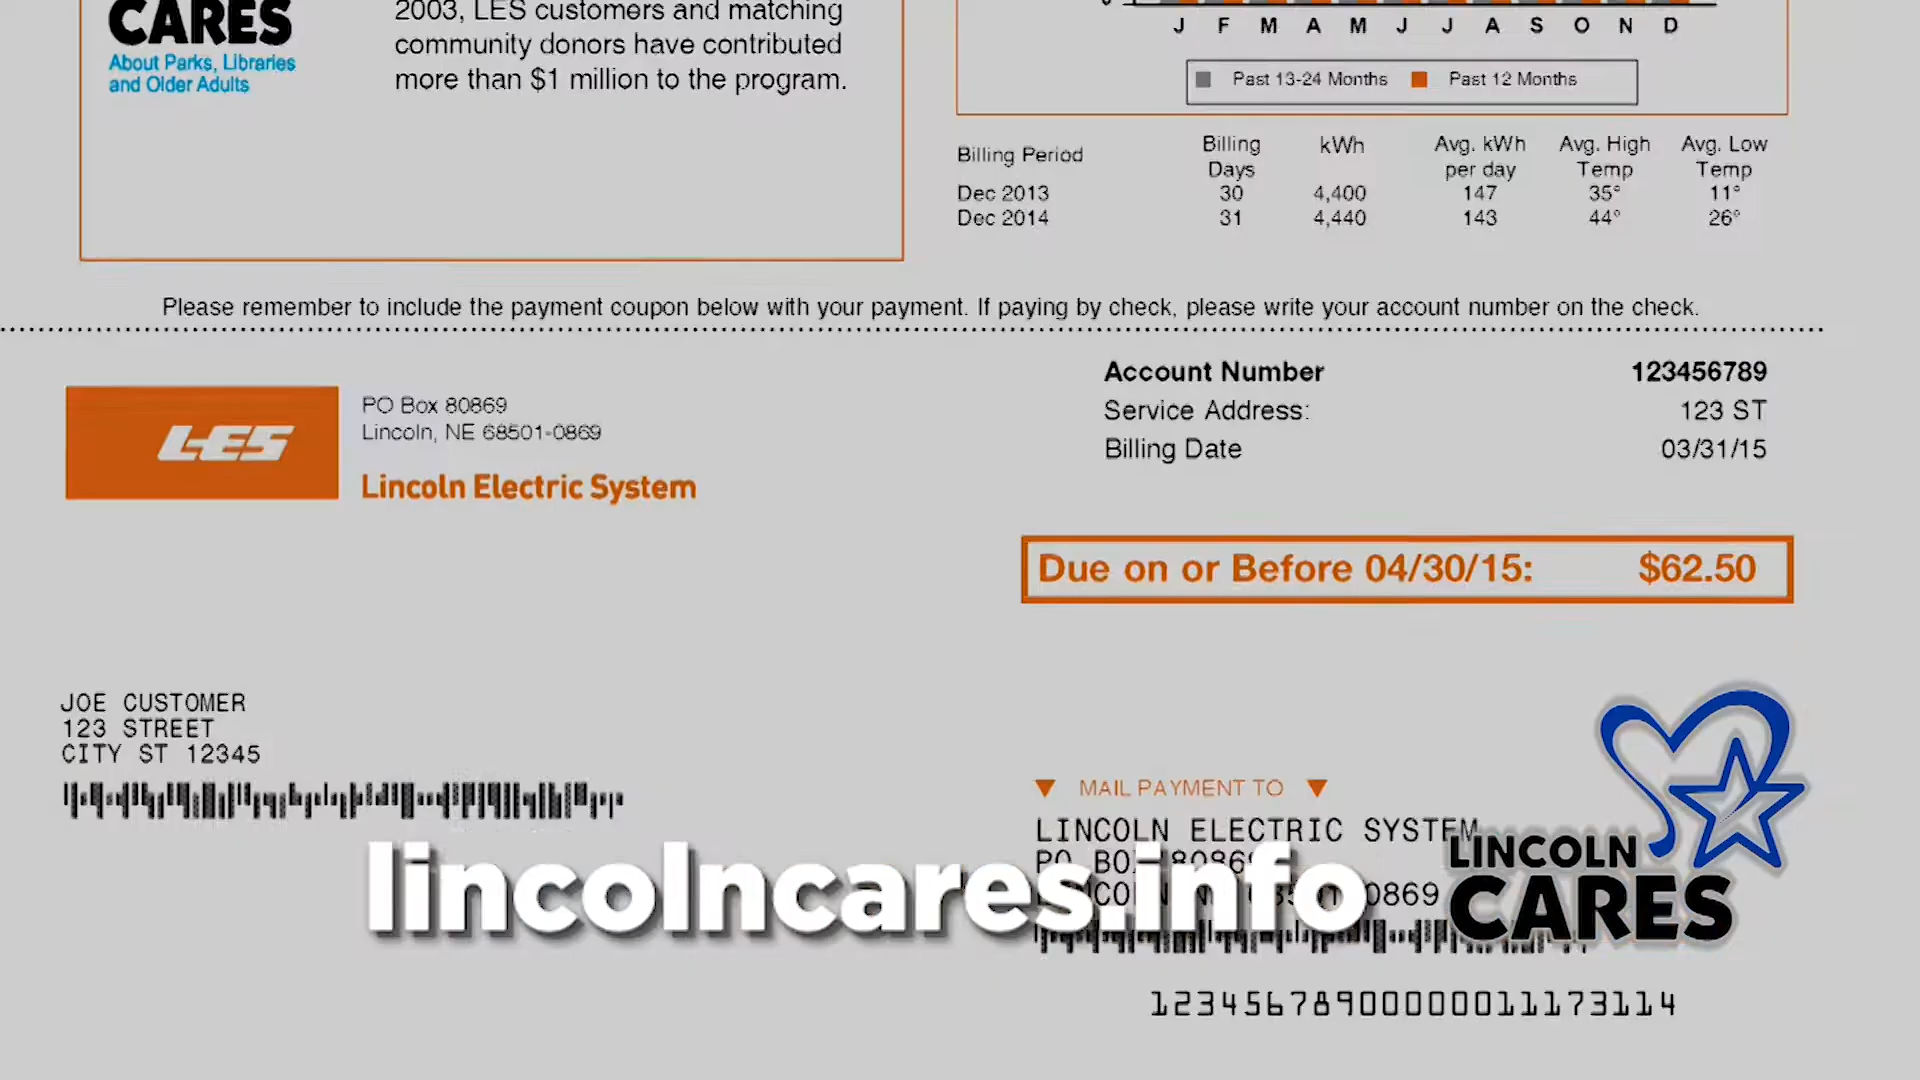 CARES
About Parks, Libraries
and Older Adults
2003, LES customers and matching
community donors have contributed
more than $1 million to the program.
J F M A M J J A S O N D
Past 13-24 Months Past 12 Months
Billing Period Billing Days kWh Avg. kWh per day Avg. High Temp Avg. Low Temp
Dec 2013 30 4,400 147 35° 11°
Dec 2014 31 4,440 143 44° 26°
Please remember to include the payment coupon below with your payment. If paying by check, please write your account number on the check.
LES
PO Box 80869
Lincoln, NE 68501-0869
Lincoln Electric System
Account Number 123456789
Service Address: 123 ST
Billing Date 03/31/15
Due on or Before 04/30/15: $62.50
JOE CUSTOMER
123 STREET
CITY ST 12345
MAIL PAYMENT TO
LINCOLN ELECTRIC SYSTEM
PO BOX 80869
0869
lincolncares.info
LINCOLN
CARES
12345678900000011173114